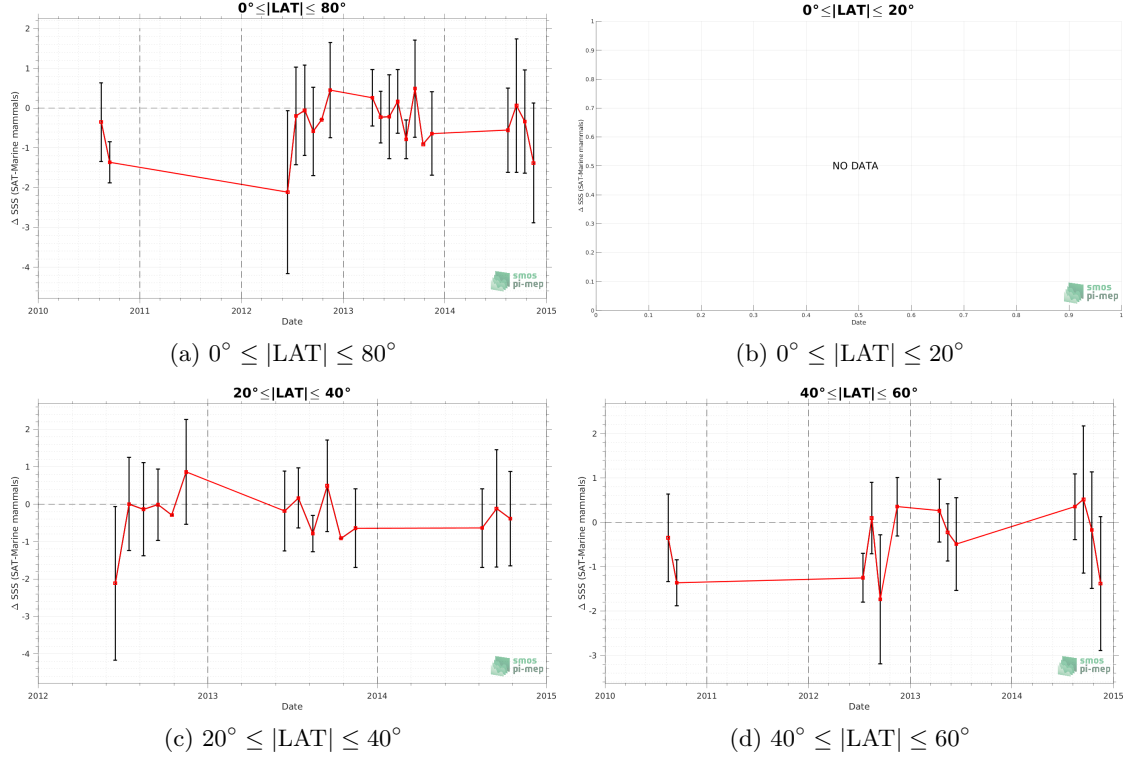 0°≤|LAT|≤ 80°
Δ SSS (SAT-Marine mammals)
2
1
0
-1
-2
-3
-4
2010
2011
2012
2013
2014
2015
Date
smos
pi-mep
(a) 0° ≤ |LAT| ≤ 80°
0°≤|LAT|≤ 20°
Δ SSS (SAT-Marine mammals)
1
0.9
0.8
0.7
0.6
0.5
0.4
0.3
0.2
0.1
0
NO DATA
0
0.1
0.2
0.3
0.4
0.5
0.6
0.7
0.8
0.9
1
Date
smos
pi-mep
(b) 0° ≤ |LAT| ≤ 20°
20°≤|LAT|≤ 40°
Δ SSS (SAT-Marine mammals)
2
1
0
-1
-2
-3
-4
2012
2013
2014
2015
Date
smos
pi-mep
(c) 20° ≤ |LAT| ≤ 40°
40°≤|LAT|≤ 60°
Δ SSS (SAT-Marine mammals)
2
1
0
-1
-2
-3
2010
2011
2012
2013
2014
2015
Date
smos
pi-mep
(d) 40° ≤ |LAT| ≤ 60°